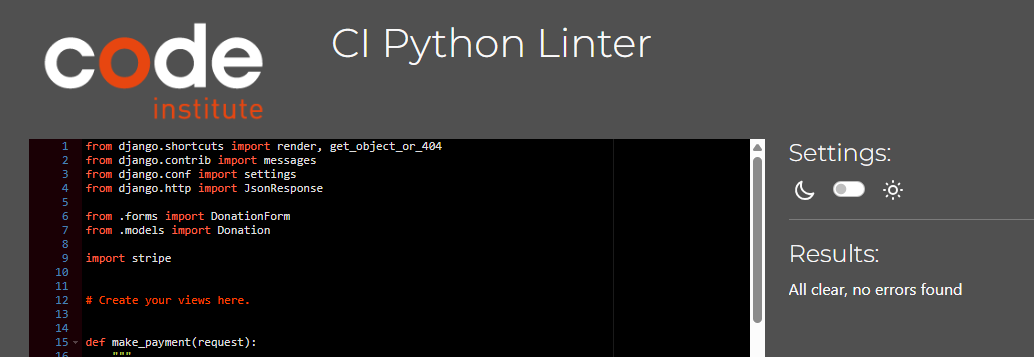 code
institute
CI Python Linter
1 from django.shortcuts import render, get_object_or_404
2 from django.contrib import messages
3 from django.conf import settings
4 from django.http import JsonResponse
5
6 from .forms import DonationForm
7 from .models import Donation
8
9 import stripe
10
11
12 # Create your views here.
13
14
15 def make_payment(request):
16 """
Settings:
Results:
All clear, no errors found